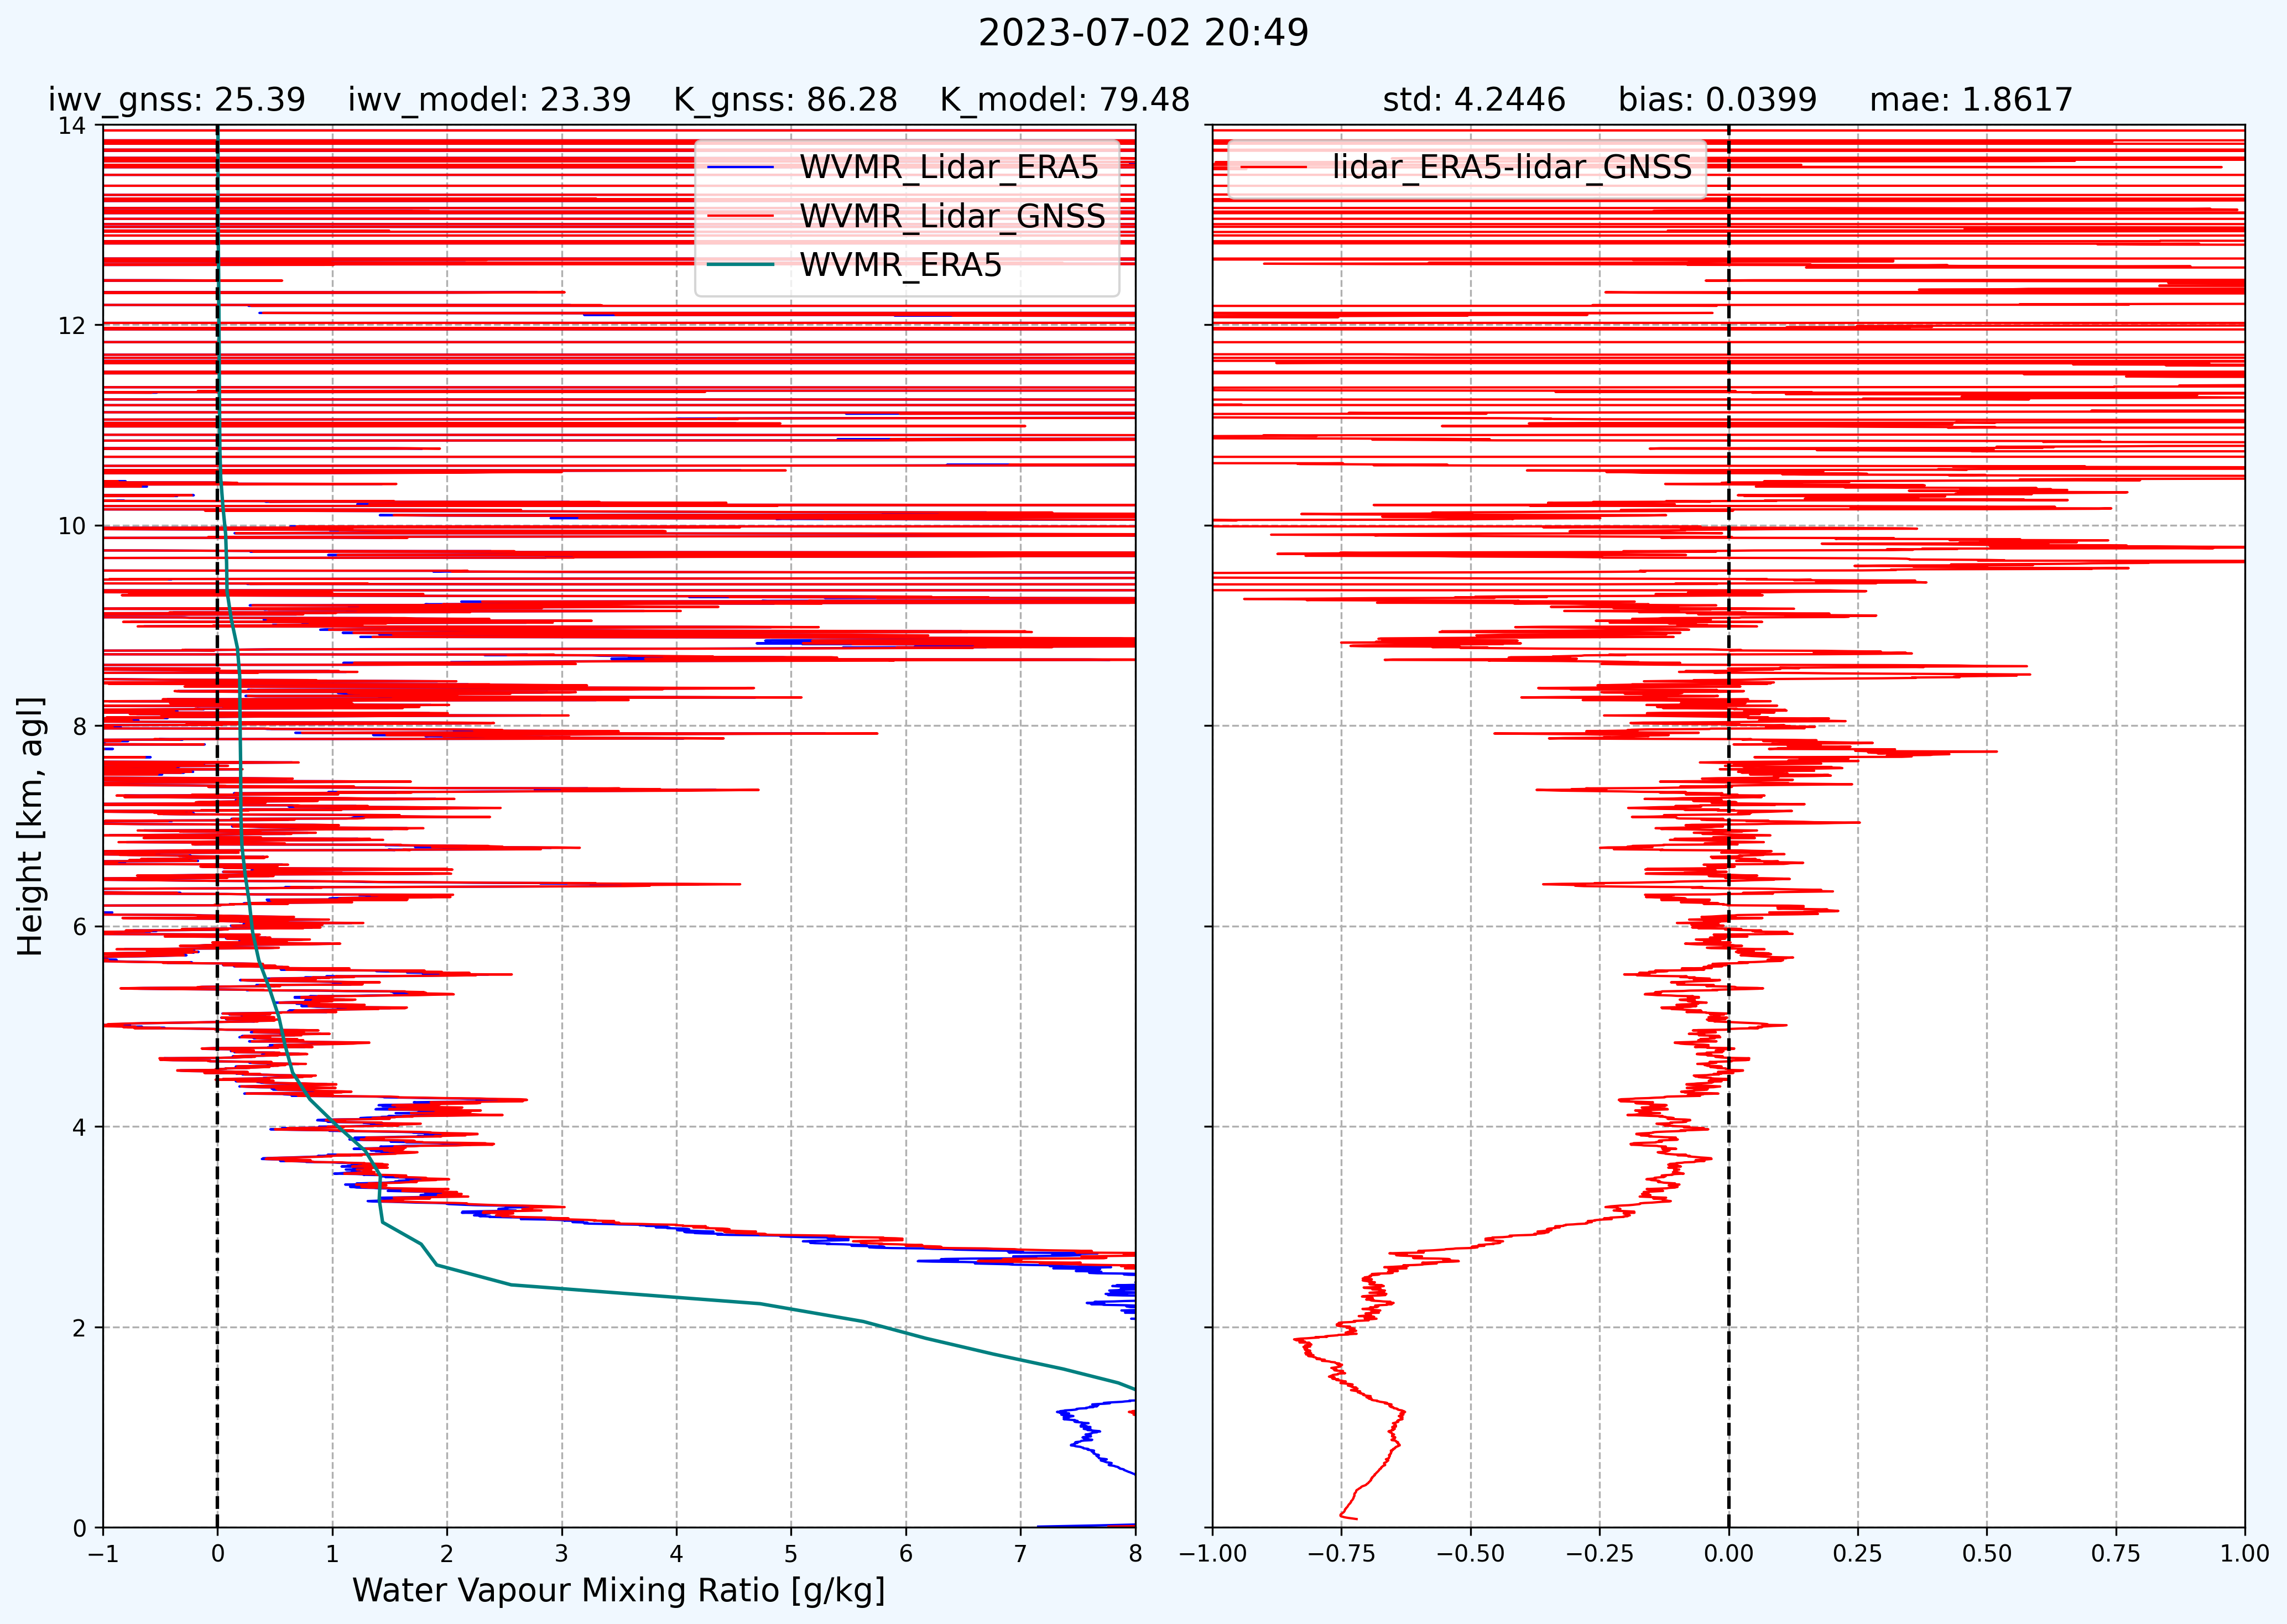 2023-07-02 20:49
iwv_gnss: 25.39 iwv_model: 23.39 K_gnss: 86.28 K_model: 79.48
std: 4.2446 bias: 0.0399 mae: 1.8617
WVMR_Lidar_ERA5
WVMR_Lidar_GNSS
WVMR_ERA5
lidar_ERA5-lidar_GNSS
Height [km, agl]
14
12
10
8
6
4
2
0
−1 0 1 2 3 4 5 6 7 8
Water Vapour Mixing Ratio [g/kg]
−1.00 −0.75 −0.50 −0.25 0.00 0.25 0.50 0.75 1.00